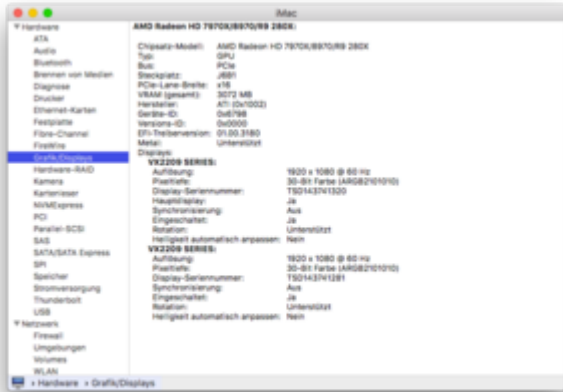 iMac
Hardware
ATA
Audio
Bluetooth
Brennen von Medien
Diagnose
Drucker
Ethernet-Karten
Festplatte
Fibre-Channel
FireWire
Grafik/Displays
Hardware-RAID
Kamera
Kartenleser
NVMExpress
PCI
Parallel-SCSI
SAS
SATA/SATA Express
SPI
Speicher
Stromversorgung
Thunderbolt
USB
Netzwerk
Firewall
Umgebungen
Volumes
WLAN
AMD Radeon HD 7970X/8970/R9 280X:
Chipsatz-Modell: AMD Radeon HD 7970X/8970/R9 280X
Typ: GPU
Bus: PCIe
Steckplatz:
PCIe-Lane-Breite: x16
VRAM (gesamt): 3072 MB
Hersteller: ATI (0x1002)
Geräte-ID: 0x6798
Versions-ID: 0x0000
EFI-Treiberversion: 01.00.3180
Metal: Unterstützt
Displays:
VX2209 SERIES:
Auflösung: 1920 x 1080 @ 60 Hz
Pixeltiefe: 30-Bit Farbe (ARGB2101010)
Display-Seriennummer: TSD143741320
Hauptdisplay: Ja
Synchronisierung: Aus
Eingeschaltet: Ja
Rotation: Unterstützt
Helligkeit automatisch anpassen: Nein
VX2209 SERIES:
Auflösung: 1920 x 1080 @ 60 Hz
Pixeltiefe: 30-Bit Farbe (ARGB2101010)
Display-Seriennummer: TSD143741281
Synchronisierung: Aus
Eingeschaltet: Ja
Rotation: Unterstützt
Helligkeit automatisch anpassen: Nein
Hardware › Grafik/Displays